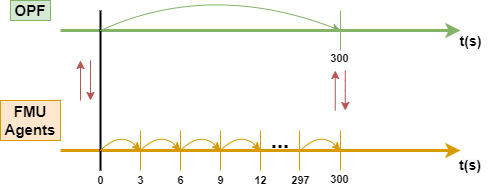 OPF
t(s)
300
FMU
Agents
...
t(s)
0 3 6 9 12 297 300